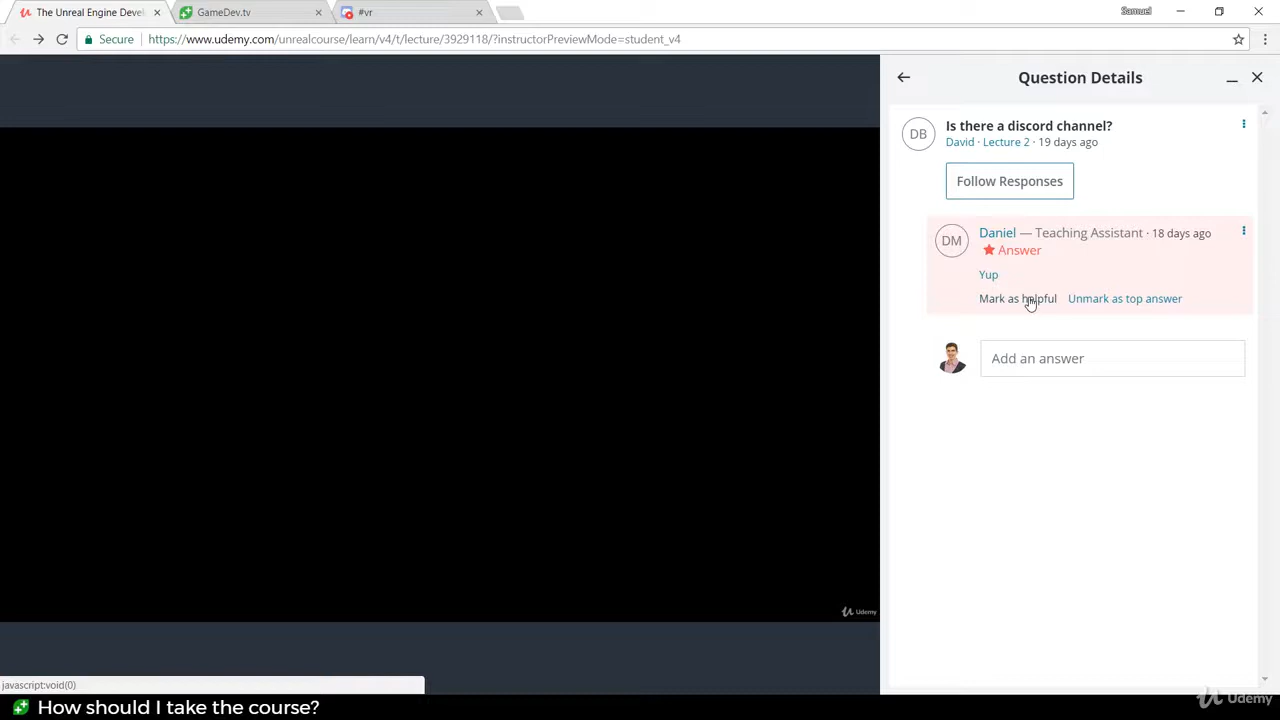 The Unreal Engine Devel
GameDev.tv
#vr
Samuel
Secure
https://www.udemy.com/unrealcourse/learn/v4/t/lecture/3929118/?instructorPreviewMode=student_v4
Question Details
DB
Is there a discord channel?
David · Lecture 2 · 19 days ago
Follow Responses
DM
Daniel — Teaching Assistant · 18 days ago
Answer
Yup
Mark as helpful Unmark as top answer
Add an answer
Udemy
javascript:void(0)
How should I take the course?
Udemy